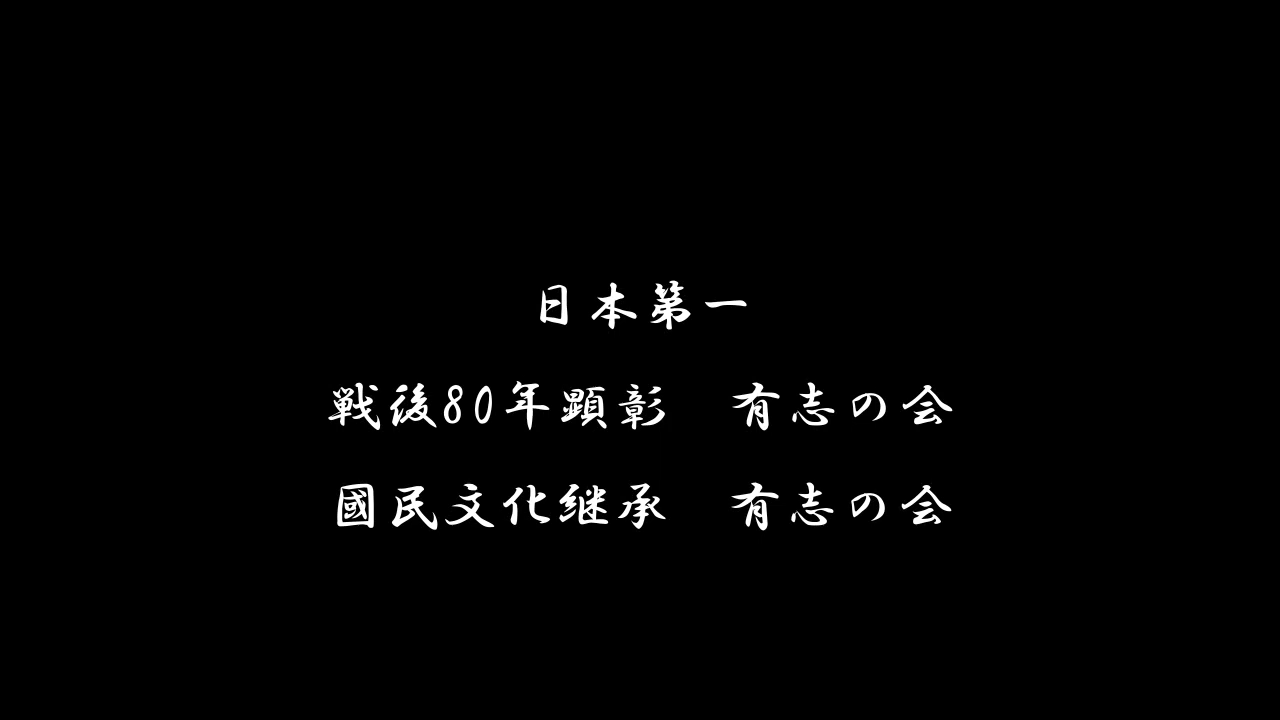 日本第一
戦後80年顕彰　有志の会
國民文化継承　有志の会